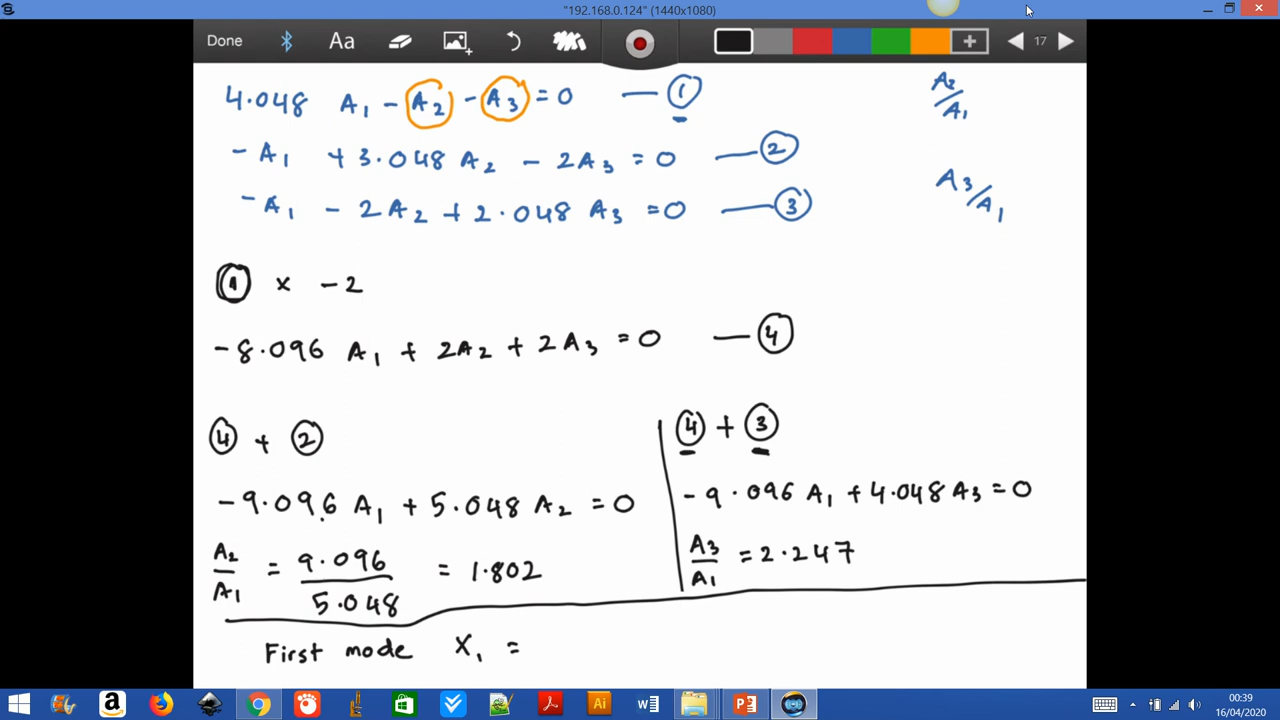 "192.168.0.124" (1440x1080)
Done Aa 17
4.048 A₁ - A₂ - A₃ = 0 — ①
A₂/A₁
- A₁ + 3.048 A₂ - 2A₃ = 0 — ②
- A₁ - 2A₂ + 2.048 A₃ = 0 — ③
A₃/A₁
① x -2
-8.096 A₁ + 2A₂ + 2A₃ = 0 — ④
④ + ②
-9.096 A₁ + 5.048 A₂ = 0
A₂/A₁ = 9.096/5.048 = 1.802
④ + ③
-9.096 A₁ + 4.048 A₃ = 0
A₃/A₁ = 2.247
First mode X₁ =
00:39
16/04/2020